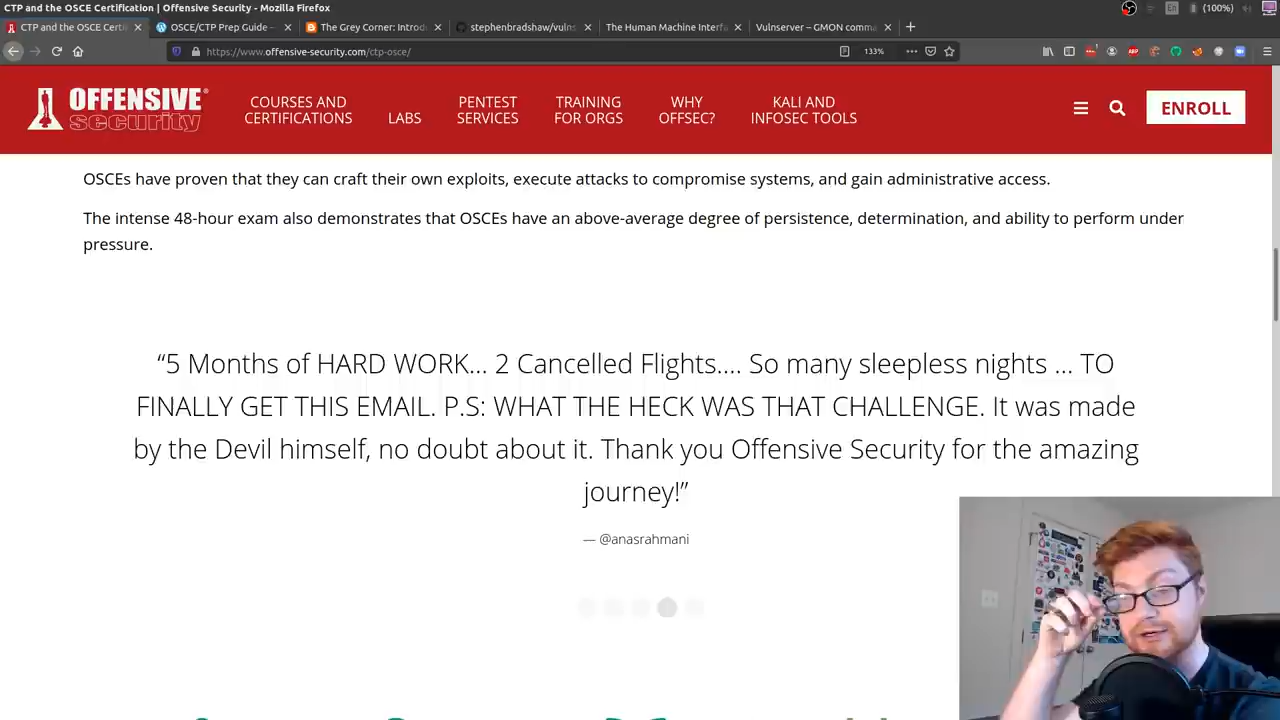 CTP and the OSCE Certification | Offensive Security - Mozilla Firefox
En
(100%)
CTP and the OSCE Certi
OSCE/CTP Prep Guide –
The Grey Corner: Introd
stephenbradshaw/vulns
The Human Machine Interfa
Vulnserver – GMON comma
https://www.offensive-security.com/ctp-osce/
133%
OFFENSIVE®
security
COURSES AND
CERTIFICATIONS
LABS
PENTEST
SERVICES
TRAINING
FOR ORGS
WHY
OFFSEC?
KALI AND
INFOSEC TOOLS
ENROLL
OSCEs have proven that they can craft their own exploits, execute attacks to compromise systems, and gain administrative access.
The intense 48-hour exam also demonstrates that OSCEs have an above-average degree of persistence, determination, and ability to perform under
pressure.
“5 Months of HARD WORK... 2 Cancelled Flights.... So many sleepless nights ... TO
FINALLY GET THIS EMAIL. P.S: WHAT THE HECK WAS THAT CHALLENGE. It was made
by the Devil himself, no doubt about it. Thank you Offensive Security for the amazing
journey!”
— @anasrahmani